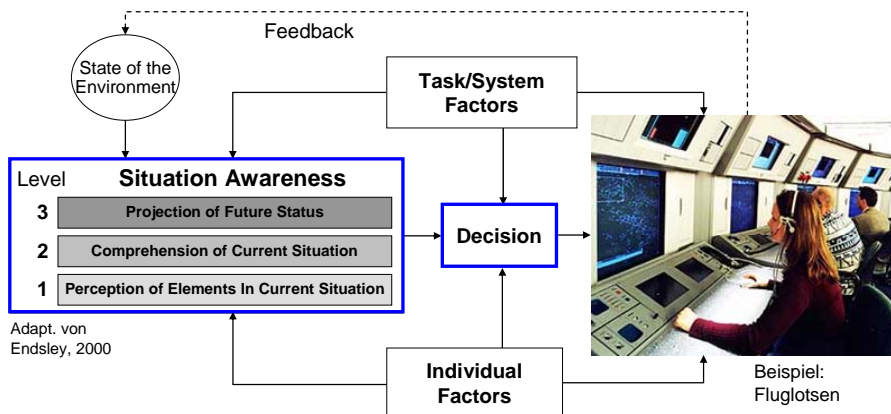 Feedback
State of the
Environment
Task/System
Factors
Level Situation Awareness
3 Projection of Future Status
2 Comprehension of Current Situation
1 Perception of Elements In Current Situation
Decision
Adapt. von
Endsley, 2000
Individual
Factors
Beispiel:
Fluglotsen